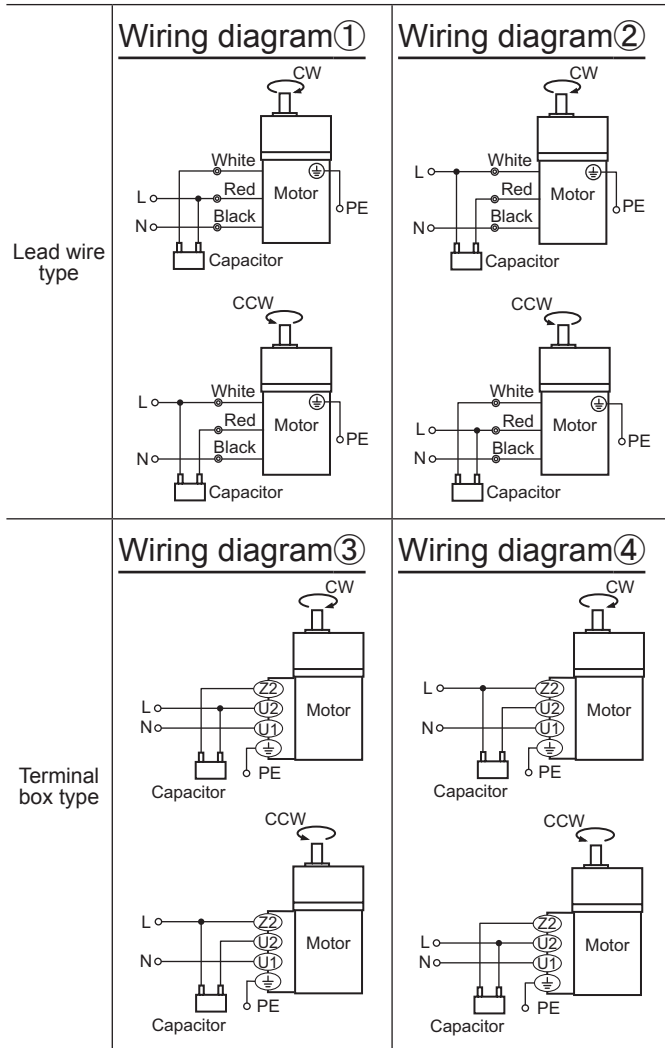 Wiring diagram①
Wiring diagram②
Lead wire
type
CW
White
L
Red
Motor
N
Black
PE
Capacitor
CW
L
White
Red
Motor
N
Black
PE
Capacitor
CCW
L
White
Red
Motor
N
Black
PE
Capacitor
CCW
White
L
Red
Motor
N
Black
PE
Capacitor
Wiring diagram③
Wiring diagram④
Terminal
box type
CW
Z2
L
U2
Motor
N
U1
PE
Capacitor
CW
L
Z2
U2
Motor
N
U1
PE
Capacitor
CCW
L
Z2
U2
Motor
N
U1
PE
Capacitor
CCW
Z2
L
U2
Motor
N
U1
PE
Capacitor